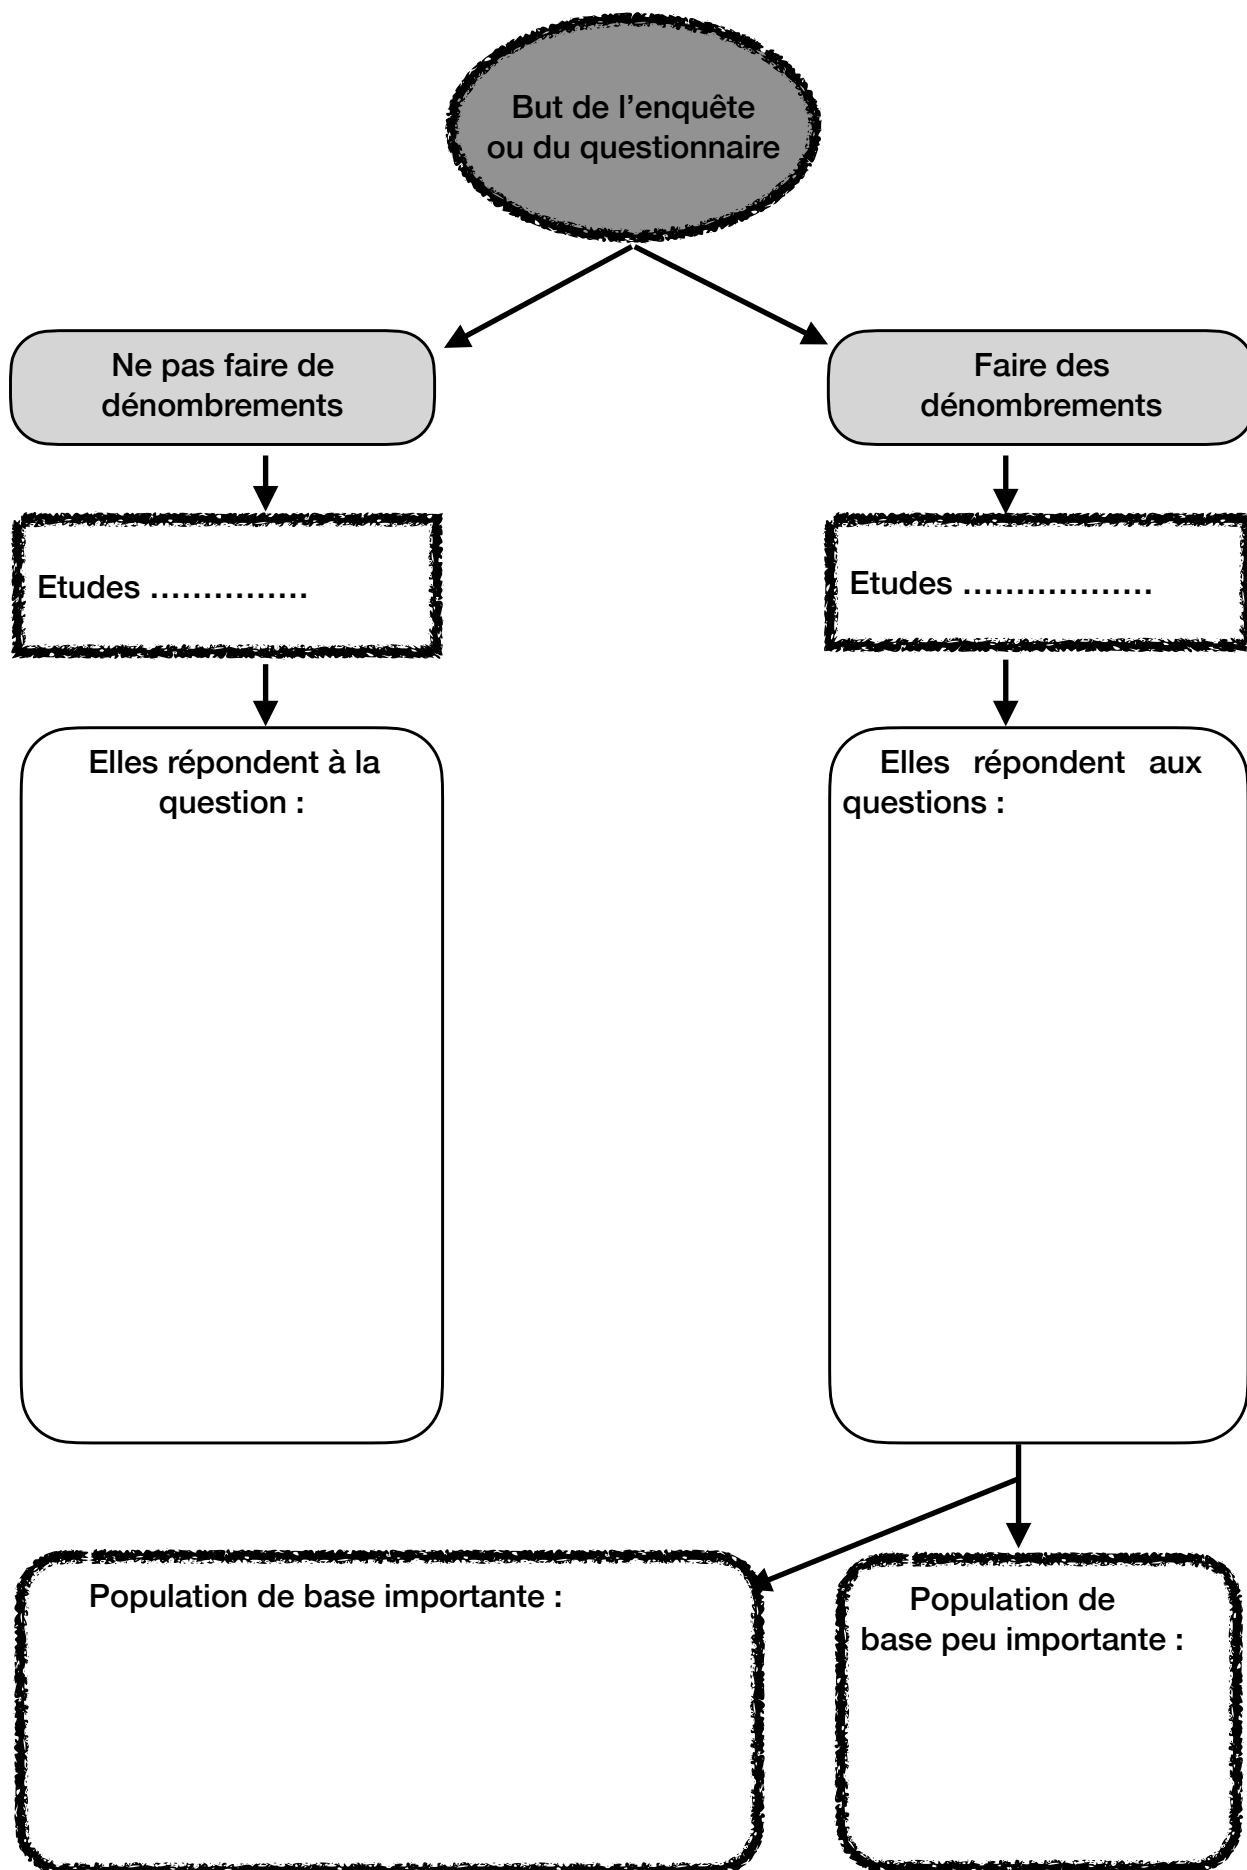 But de l'enquête
ou du questionnaire
Ne pas faire de
dénombrements
Faire des
dénombrements
Etudes ……………
Etudes ………………
Elles répondent à la
question :
Elles répondent aux
questions :
Population de base importante :
Population de
base peu importante :